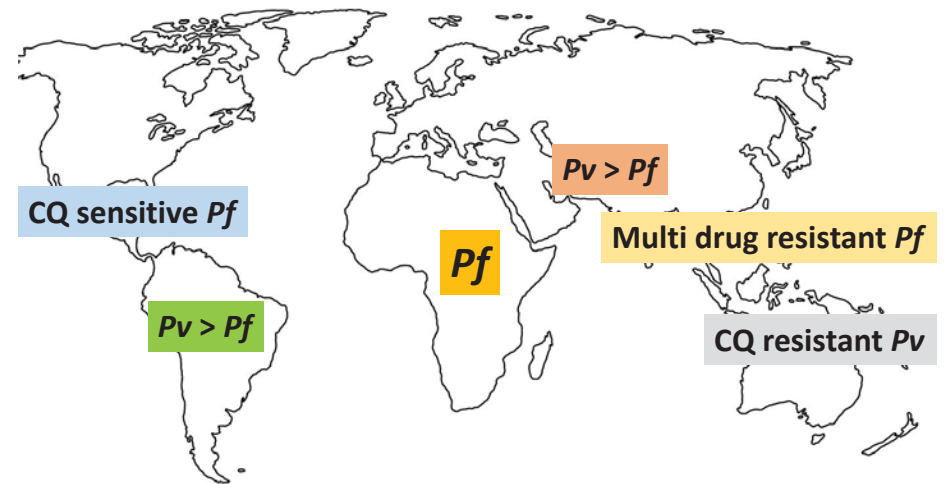 Pv > Pf
CQ sensitive Pf
Multi drug resistant Pf
Pf
Pv > Pf
CQ resistant Pv